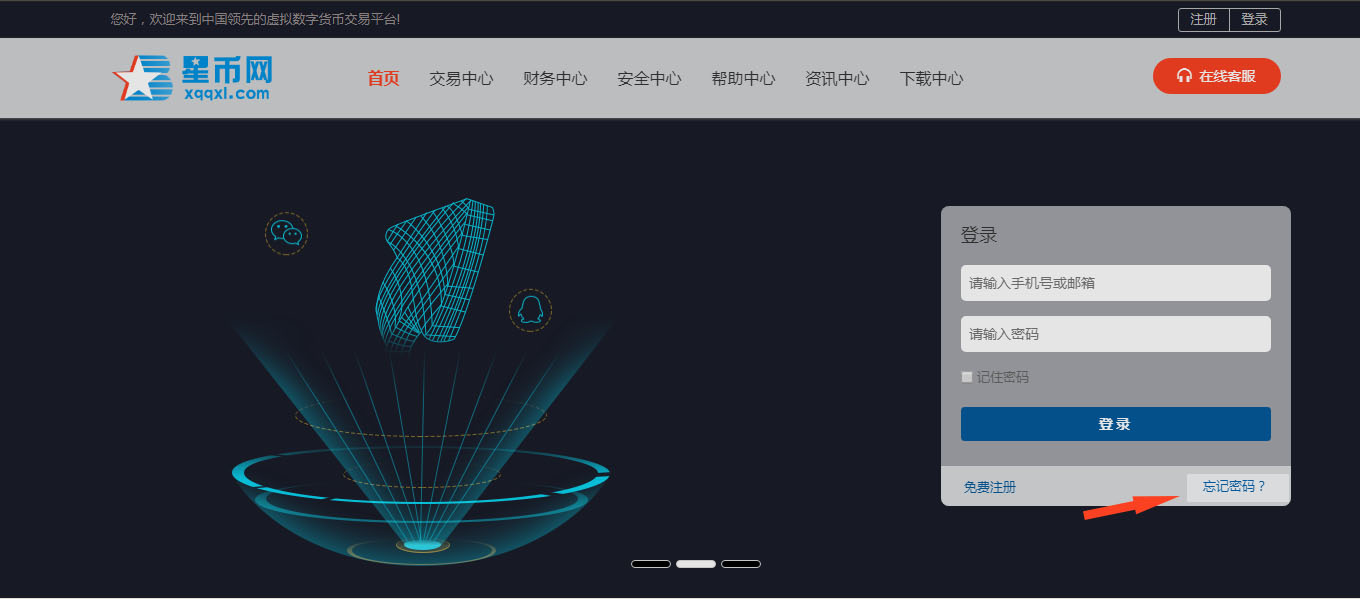 您好，欢迎来到中国领先的虚拟数字货币交易平台!
注册 登录
星币网
xqqxl.com
首页 交易中心 财务中心 安全中心 帮助中心 资讯中心 下载中心
在线客服
登录
请输入手机号或邮箱
请输入密码
记住密码
登录
免费注册 忘记密码？